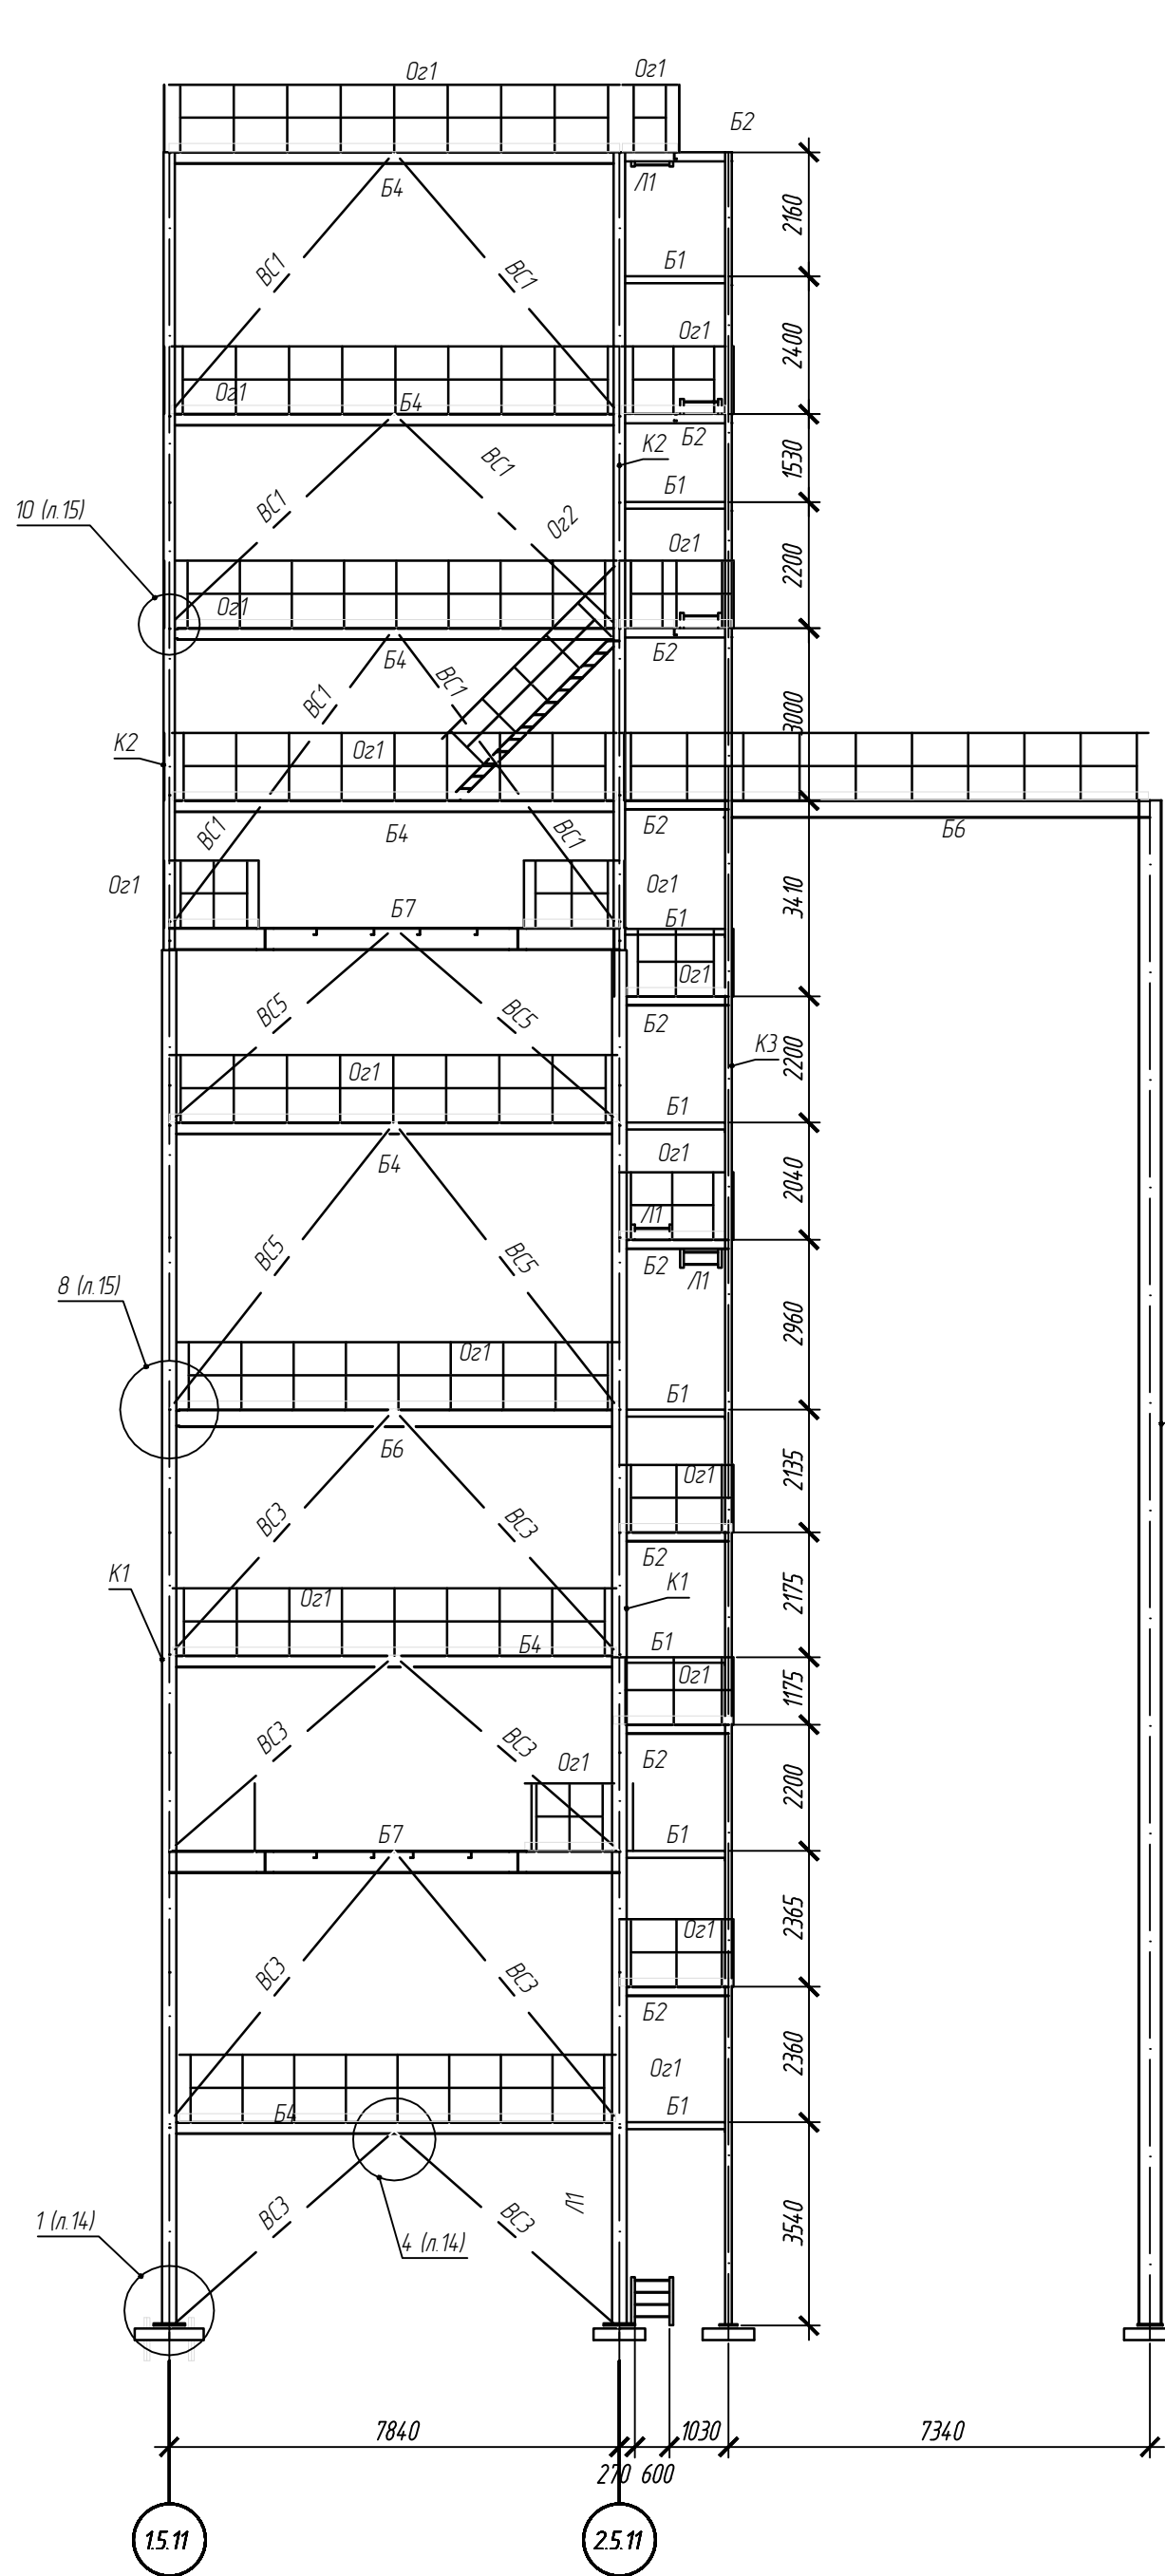 Ог1
Ог1
Б2
Б4
Л1
2160
ВС1
ВС1
Б1
Ог1
2400
Ог1
Б4
Б2
К2
ВС1
1530
Б1
10 (л.15)
ВС1
Ог2
Ог1
2200
Ог1
Б4
Б2
ВС1
ВС1
3000
К2
Ог1
Б2
Б6
ВС1
Б4
ВС1
Ог1
Ог1
3410
Б7
Б1
Ог1
ВС5
ВС5
Б2
К3
2200
Ог1
Б1
Б4
Ог1
2040
Л1
ВС5
ВС5
Б2
Л1
8 (л.15)
2960
Ог1
Б1
Б6
Ог1
2135
ВС3
ВС3
Б2
К1
К1
2175
Ог1
Б4
Б1
Ог1
1175
ВС3
ВС3
Ог1
Б2
2200
Б7
Б1
2365
Ог1
ВС3
ВС3
Б2
2360
Ог1
Б4
Б1
ВС3
Л1
ВС3
1 (л.14)
4 (л.14)
3540
7840
1030
7340
270
600
1.5.11
2.5.11